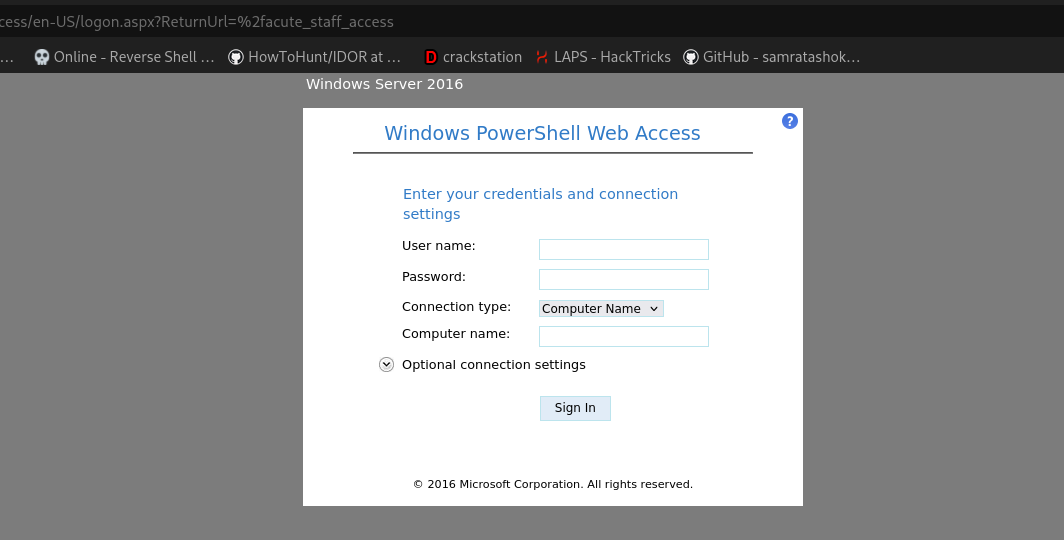 cess/en-US/logon.aspx?ReturnUrl=%2facute_staff_access
... Online - Reverse Shell ... HowToHunt/IDOR at ... D crackstation LAPS - HackTricks GitHub - samratashok...
Windows Server 2016
?
Windows PowerShell Web Access
Enter your credentials and connection
settings
User name:
Password:
Connection type: Computer Name
Computer name:
Optional connection settings
Sign In
© 2016 Microsoft Corporation. All rights reserved.